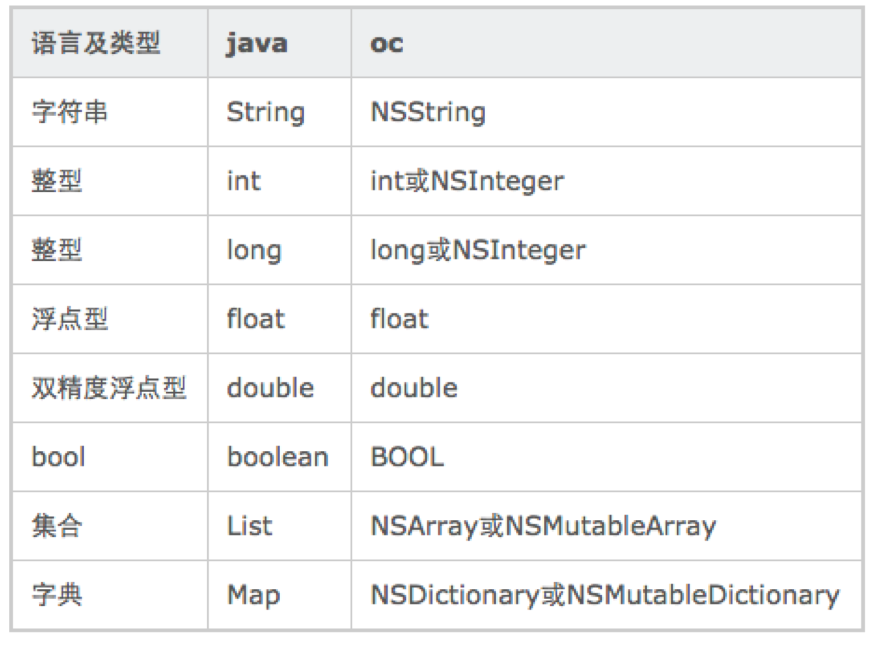 语言及类型 java oc
字符串 String NSString
整型 int int或NSInteger
整型 long long或NSInteger
浮点型 float float
双精度浮点型 double double
bool boolean BOOL
集合 List NSArray或NSMutableArray
字典 Map NSDictionary或NSMutableDictionary